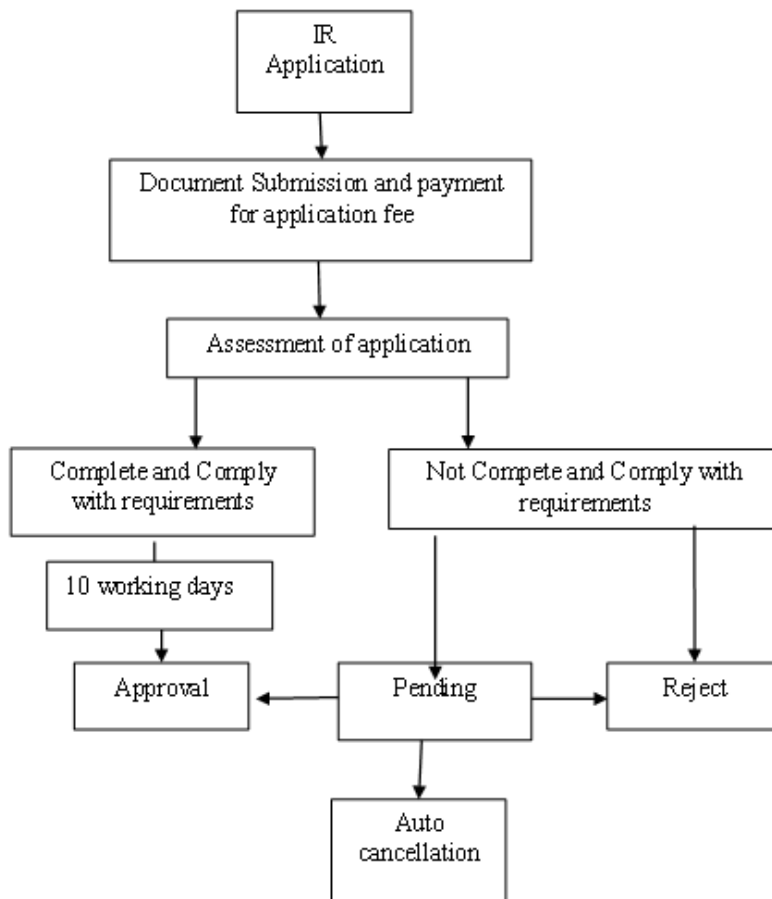 IR
Application
Document Submission and payment
for application fee
Assessment of application
Complete and Comply
with requirements
Not Compete and Comply with
requirements
10 working days
Approval
Pending
Reject
Auto
cancellation